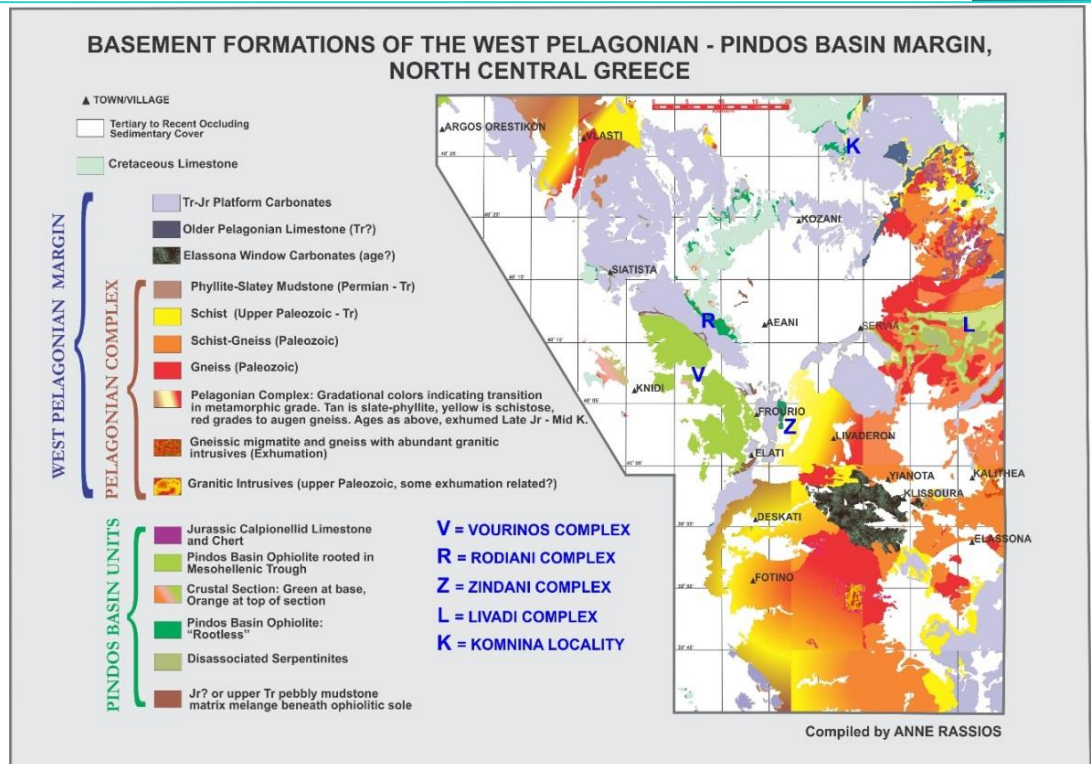 BASEMENT FORMATIONS OF THE WEST PELAGONIAN - PINDOS BASIN MARGIN,
NORTH CENTRAL GREECE
▲ TOWN/VILLAGE
Tertiary to Recent Occluding
Sedimentary Cover
Cretaceous Limestone
WEST PELAGONIAN MARGIN
Tr-Jr Platform Carbonates
Older Pelagonian Limestone (Tr?)
Elassona Window Carbonates (age?)
PELAGONIAN COMPLEX
Phyllite-Slatey Mudstone (Permian - Tr)
Schist (Upper Paleozoic - Tr)
Schist-Gneiss (Paleozoic)
Gneiss (Paleozoic)
Pelagonian Complex: Gradational colors indicating transition
in metamorphic grade. Tan is slate-phyllite, yellow is schistose,
red grades to augen gneiss. Ages as above, exhumed Late Jr - Mid K.
Gneissic migmatite and gneiss with abundant granitic
intrusives (Exhumation)
Granitic Intrusives (upper Paleozoic, some exhumation related?)
PINDOS BASIN UNITS
Jurassic Calpionellid Limestone
and Chert
Pindos Basin Ophiolite rooted in
Mesohellenic Trough
Crustal Section: Green at base,
Orange at top of section
Pindos Basin Ophiolite:
"Rootless"
Disassociated Serpentinites
Jr? or upper Tr pebbly mudstone
matrix melange beneath ophiolitic sole
V = VOURINOS COMPLEX
R = RODIANI COMPLEX
Z = ZINDANI COMPLEX
L = LIVADI COMPLEX
K = KOMNINA LOCALITY
0 5 10 15 20
ARGOS ORESTIKON
VLASTI
K
KOZANI
SIATISTA
R
AEANI
SERVIA
L
V
KNIDI
FROURIO
Z
LIVADERON
ELATI
YIANOTA
KALITHEA
KLISSOURA
DESKATI
ELASSONA
FOTINO
Compiled by ANNE RASSIOS